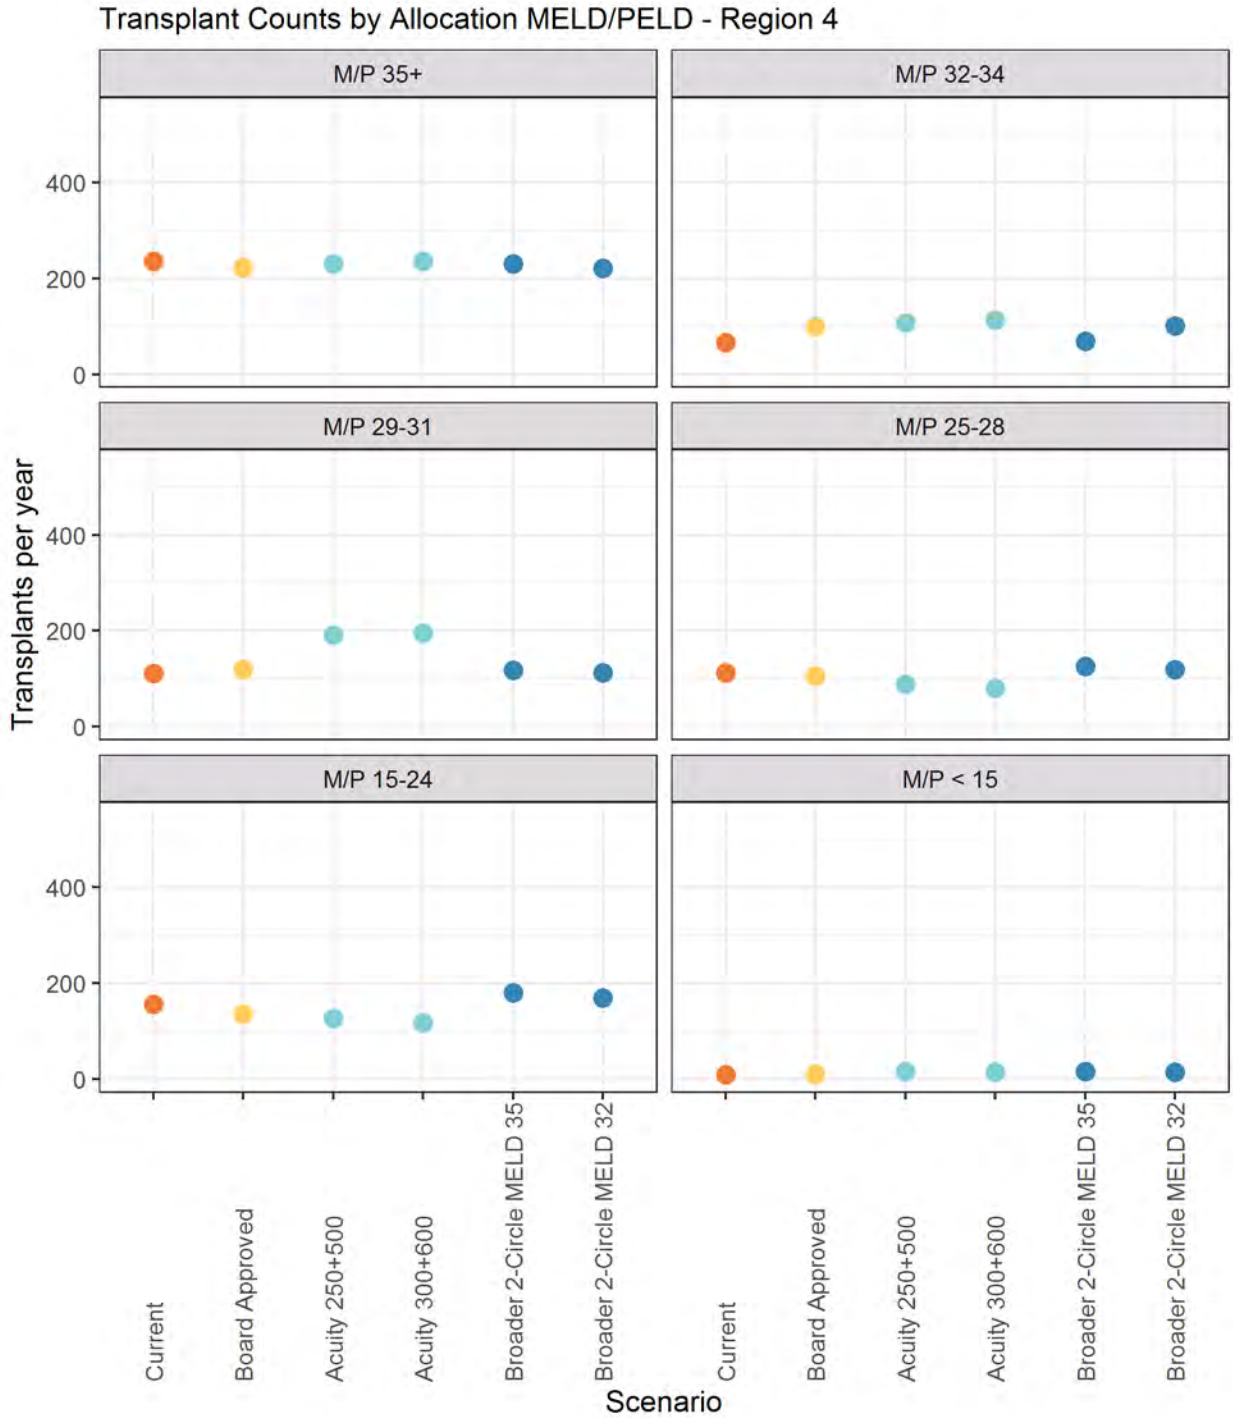 Transplant Counts by Allocation MELD/PELD - Region 4
M/P 35+
M/P 32-34
400
200
0
M/P 29-31
M/P 25-28
400
200
0
M/P 15-24
M/P < 15
400
200
0
Transplants per year
Current
Board Approved
Acuity 250+500
Acuity 300+600
Broader 2-Circle MELD 35
Broader 2-Circle MELD 32
Current
Board Approved
Acuity 250+500
Acuity 300+600
Broader 2-Circle MELD 35
Broader 2-Circle MELD 32
Scenario